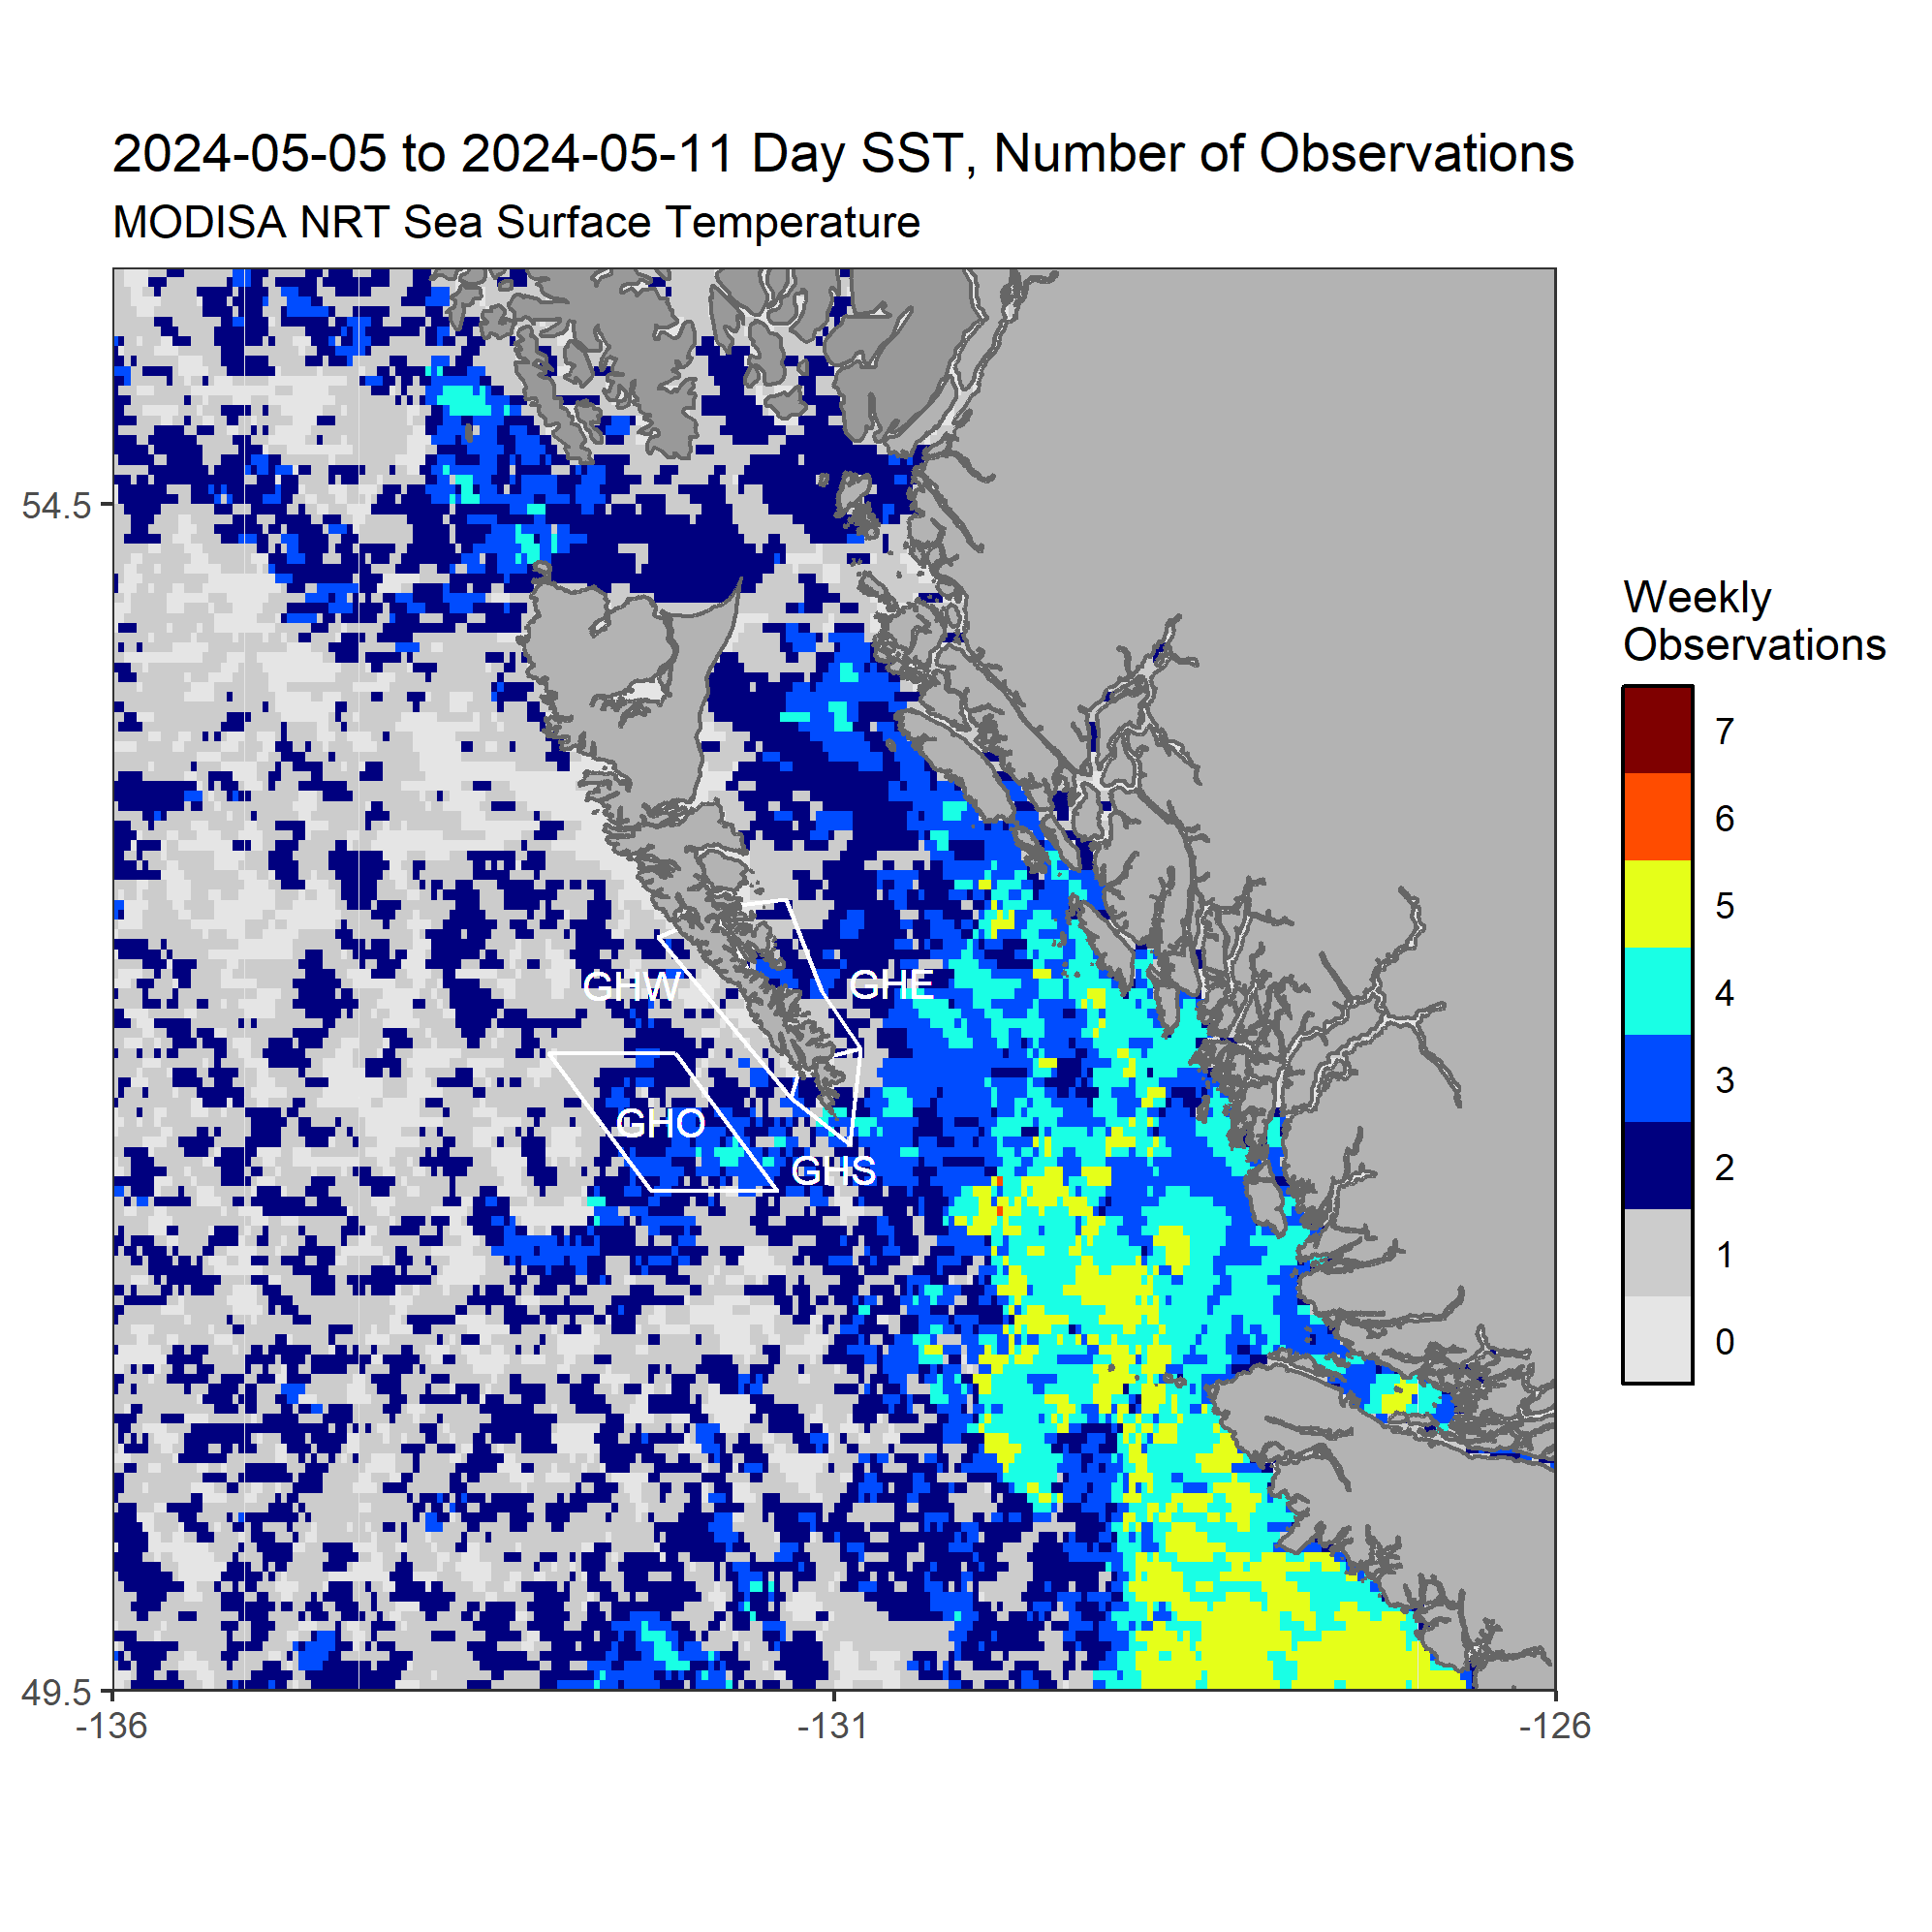 2024-05-05 to 2024-05-11 Day SST, Number of Observations
MODISA NRT Sea Surface Temperature
54.5
49.5
-136
-131
-126
GHW
GHE
GHO
GHS
Weekly
Observations
7
6
5
4
3
2
1
0